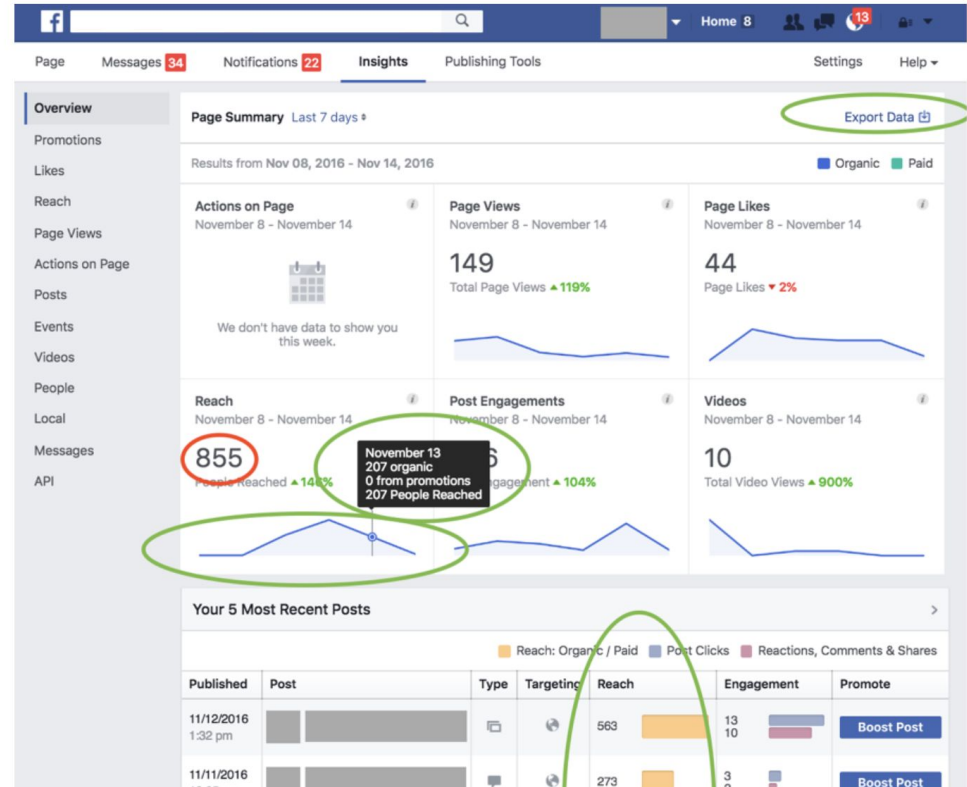 f
Home 8
13
Page Messages 34 Notifications 22 Insights Publishing Tools Settings Help
Overview
Promotions
Likes
Reach
Page Views
Actions on Page
Posts
Events
Videos
People
Local
Messages
API
Page Summary Last 7 days
Export Data
Results from Nov 08, 2016 - Nov 14, 2016
Organic Paid
Actions on Page
November 8 - November 14
We don't have data to show you
this week.
Page Views
November 8 - November 14
149
Total Page Views 119%
Page Likes
November 8 - November 14
44
Page Likes 2%
Reach
November 8 - November 14
855
People Reached 146%
November 13
207 organic
0 from promotions
207 People Reached
Post Engagements
November 8 - November 14
104%
Videos
November 8 - November 14
10
Total Video Views 900%
Your 5 Most Recent Posts
Reach: Organic / Paid Post Clicks Reactions, Comments & Shares
Published Post Type Targeting Reach Engagement Promote
11/12/2016
1:32 pm
563
13
10
Boost Post
11/11/2016
273
3
Boost Post